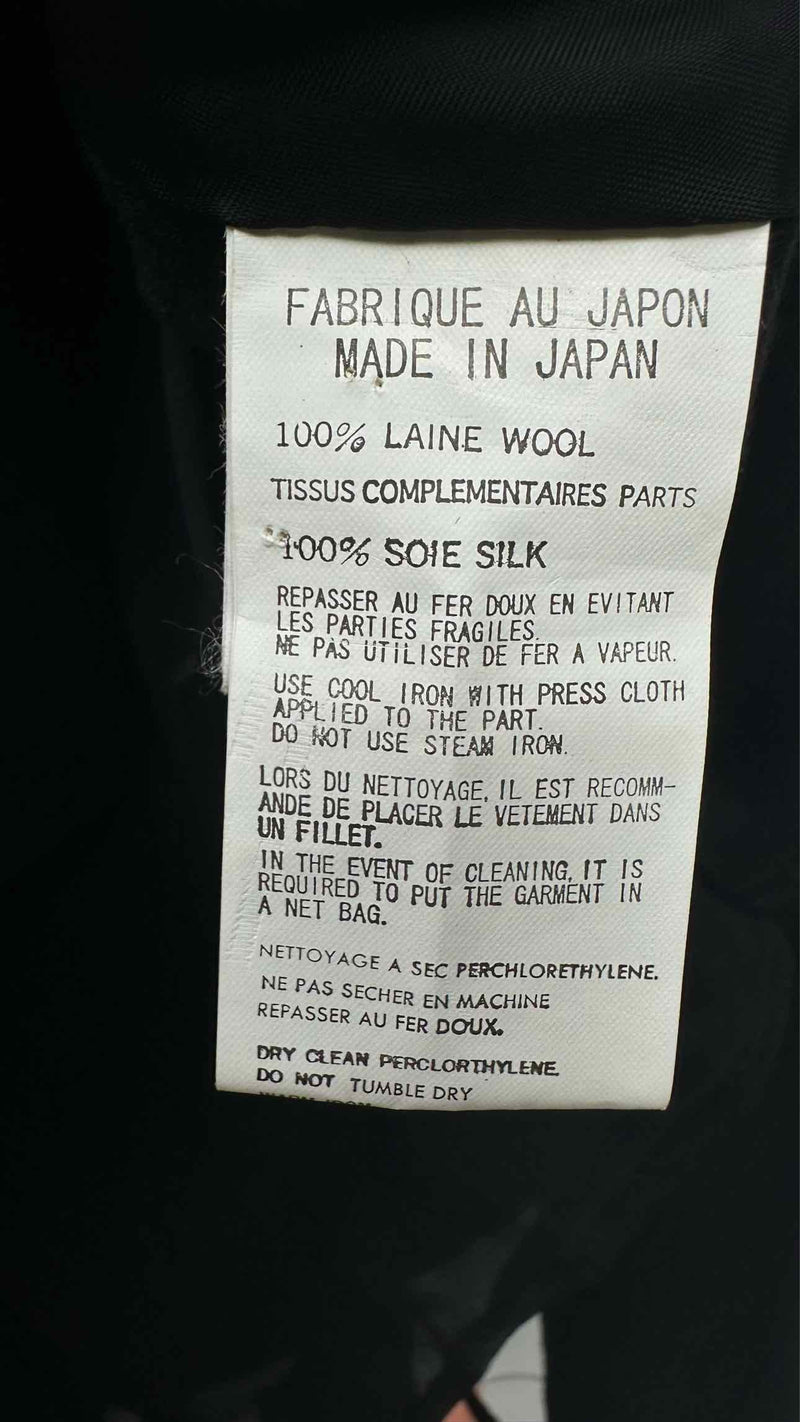 FABRIQUE AU JAPON
MADE IN JAPAN
100% LAINE WOOL
TISSUS COMPLEMENTAIRES PARTS
100% SOIE SILK
REPASSER AU FER DOUX EN EVITANT
LES PARTIES FRAGILES.
NE PAS UTILISER DE FER A VAPEUR.
USE COOL IRON WITH PRESS CLOTH
APPLIED TO THE PART.
DO NOT USE STEAM IRON.
LORS DU NETTOYAGE, IL EST RECOMM-
ANDE DE PLACER LE VETEMENT DANS
UN FILLET.
IN THE EVENT OF CLEANING, IT IS
REQUIRED TO PUT THE GARMENT IN
A NET BAG.
NETTOYAGE A SEC PERCHLORETHYLENE.
NE PAS SECHER EN MACHINE
REPASSER AU FER DOUX.
DRY CLEAN PERCLORTHYLENE
DO NOT TUMBLE DRY